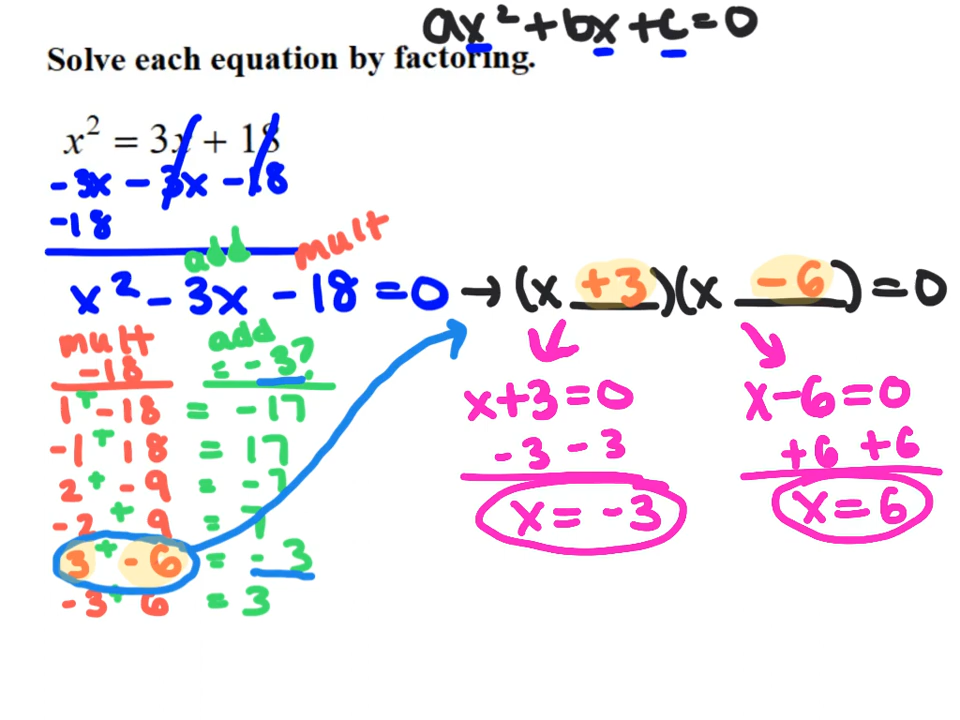 ax² + bx + c = 0
Solve each equation by factoring.
x² = 3x + 18
- 3x - 3x - 18
- 18
add mult
x² - 3x - 18 = 0 → (x +3)(x - 6) = 0
mult add
-18 = -3?
1 + -18 = -17
-1 + 18 = 17
2 + -9 = -7
-2 + 9 = 7
3 + -6 = -3
-3 + 6 = 3
x + 3 = 0
- 3 - 3
x = -3
x - 6 = 0
+6 +6
x = 6